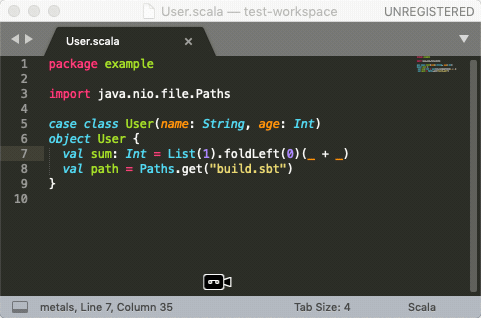 User.scala — test-workspace
UNREGISTERED
User.scala
1 package example
2
3 import java.nio.file.Paths
4
5 case class User(name: String, age: Int)
6 object User {
7   val sum: Int = List(1).foldLeft(0)(_ + _)
8   val path = Paths.get("build.sbt")
9 }
10
metals, Line 7, Column 35
Tab Size: 4
Scala